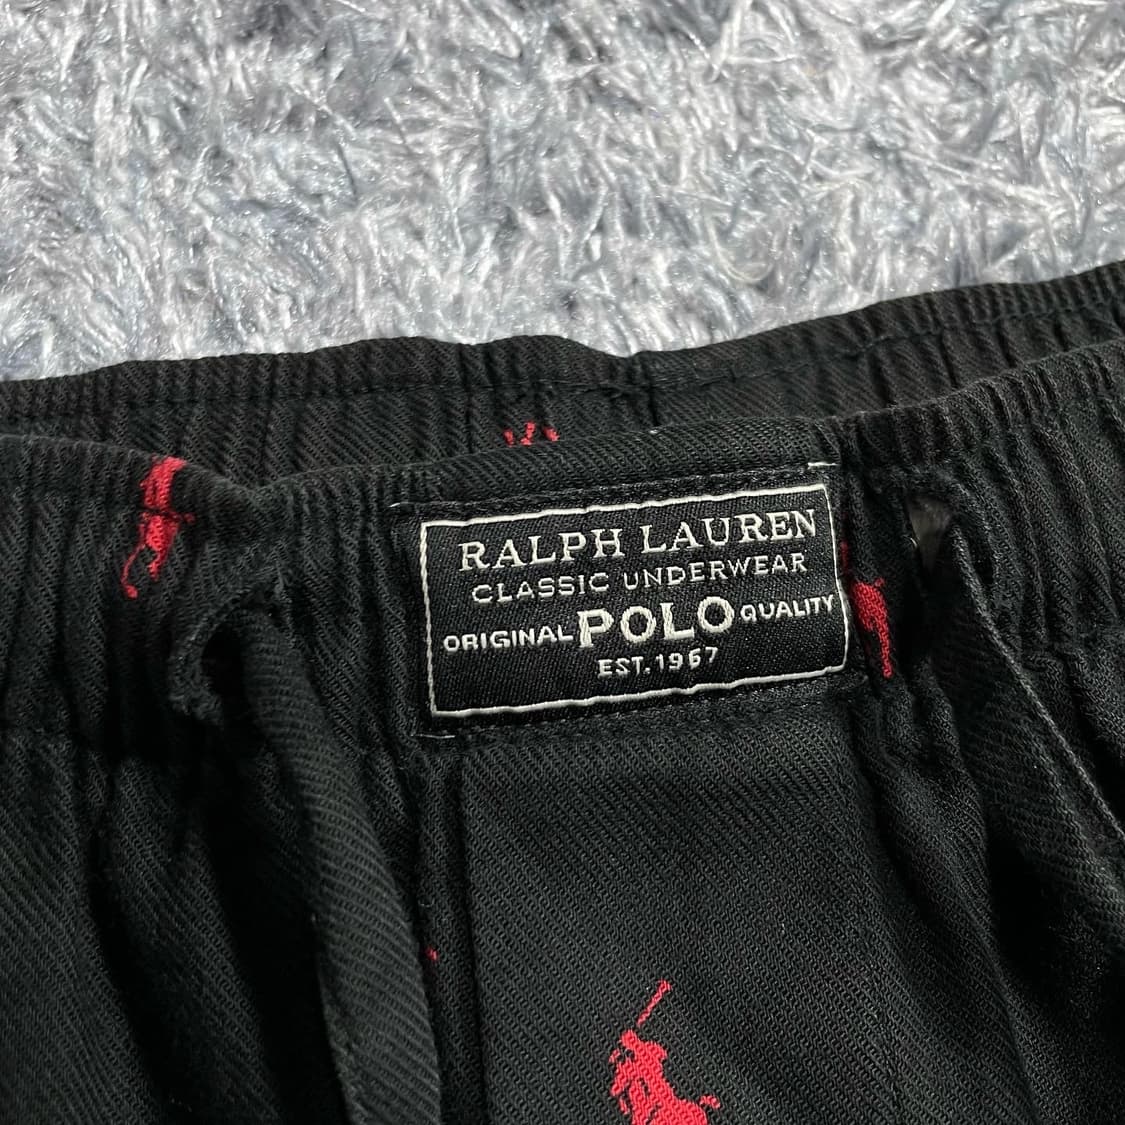 RALPH LAUREN
CLASSIC UNDERWEAR
ORIGINAL POLO QUALITY
EST. 1967